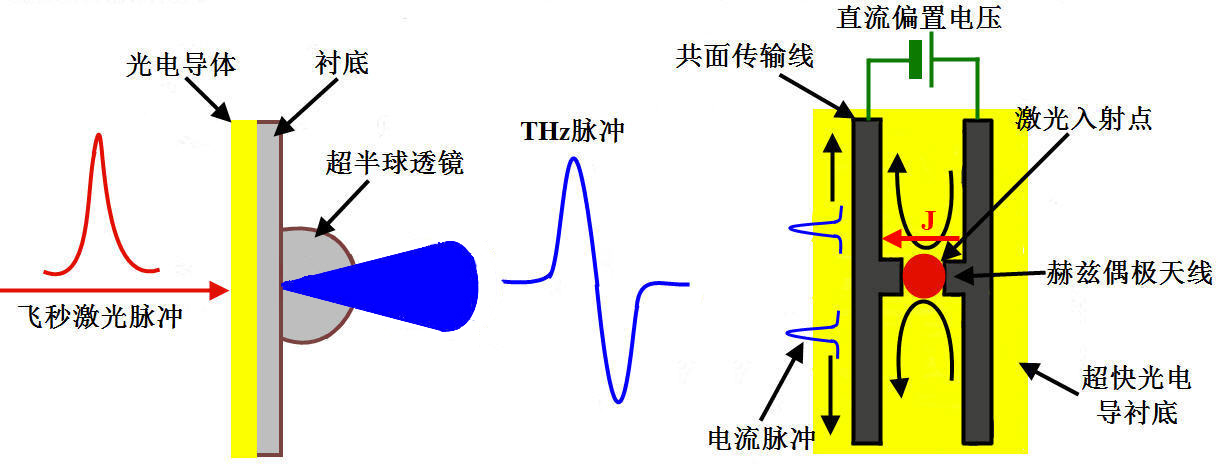 直流偏置电压
光电导体
衬底
共面传输线
THz脉冲
激光入射点
超半球透镜
J
飞秒激光脉冲
赫兹偶极天线
超快光电
导衬底
电流脉冲